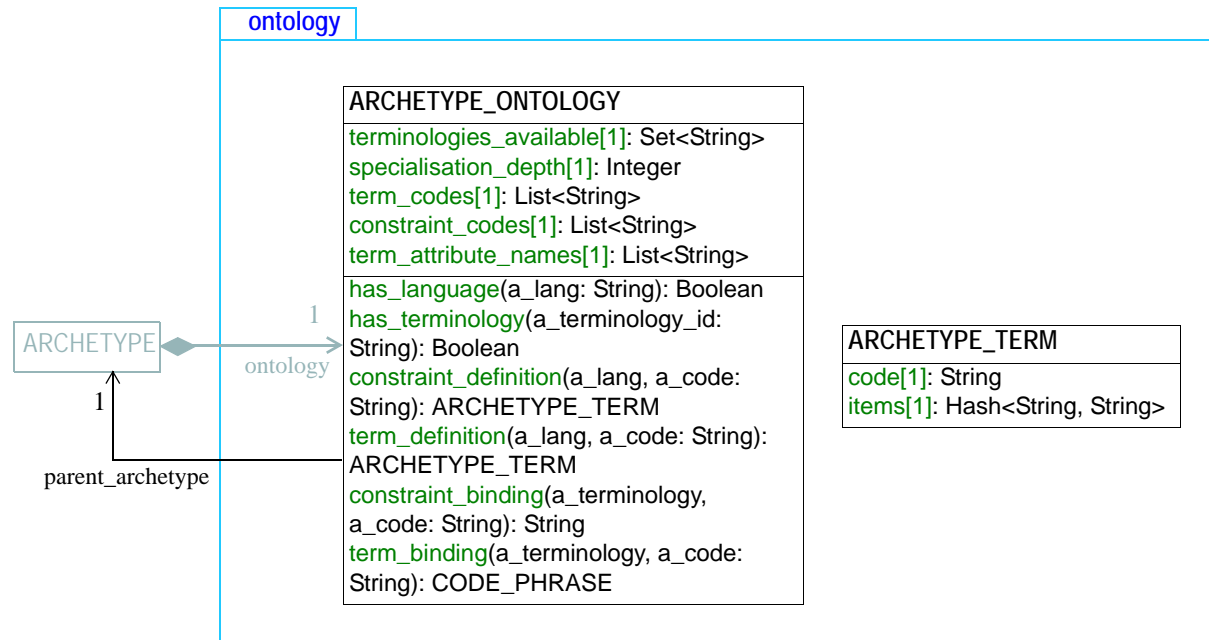 ontology
ARCHETYPE_ONTOLOGY
terminologies_available[1]: Set<String>
specialisation_depth[1]: Integer
term_codes[1]: List<String>
constraint_codes[1]: List<String>
term_attribute_names[1]: List<String>
has_language(a_lang: String): Boolean
has_terminology(a_terminology_id:
String): Boolean
constraint_definition(a_lang, a_code:
String): ARCHETYPE_TERM
term_definition(a_lang, a_code: String):
ARCHETYPE_TERM
constraint_binding(a_terminology,
a_code: String): String
term_binding(a_terminology, a_code:
String): CODE_PHRASE
ARCHETYPE
1
ontology
1
parent_archetype
ARCHETYPE_TERM
code[1]: String
items[1]: Hash<String, String>